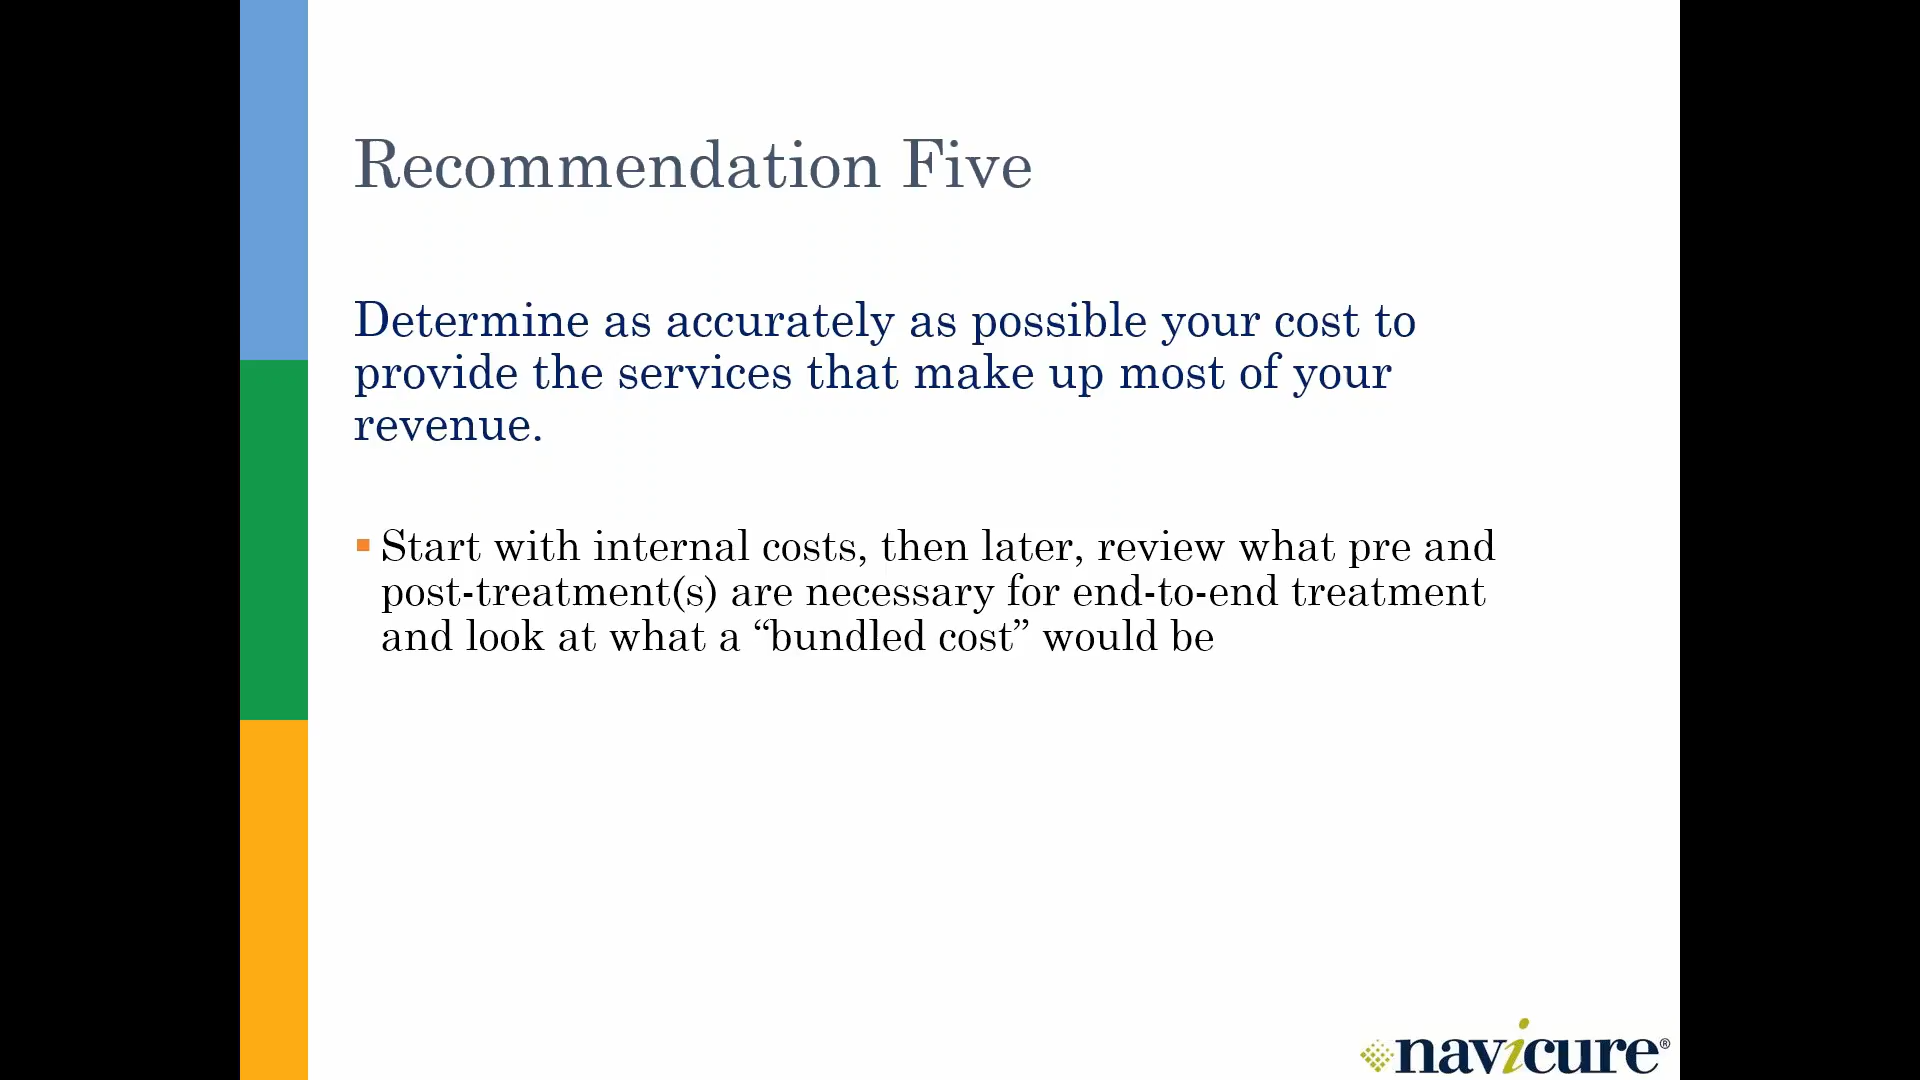 Recommendation Five
Determine as accurately as possible your cost to
provide the services that make up most of your
revenue.
Start with internal costs, then later, review what pre and
post-treatment(s) are necessary for end-to-end treatment
and look at what a “bundled cost” would be
navicure®